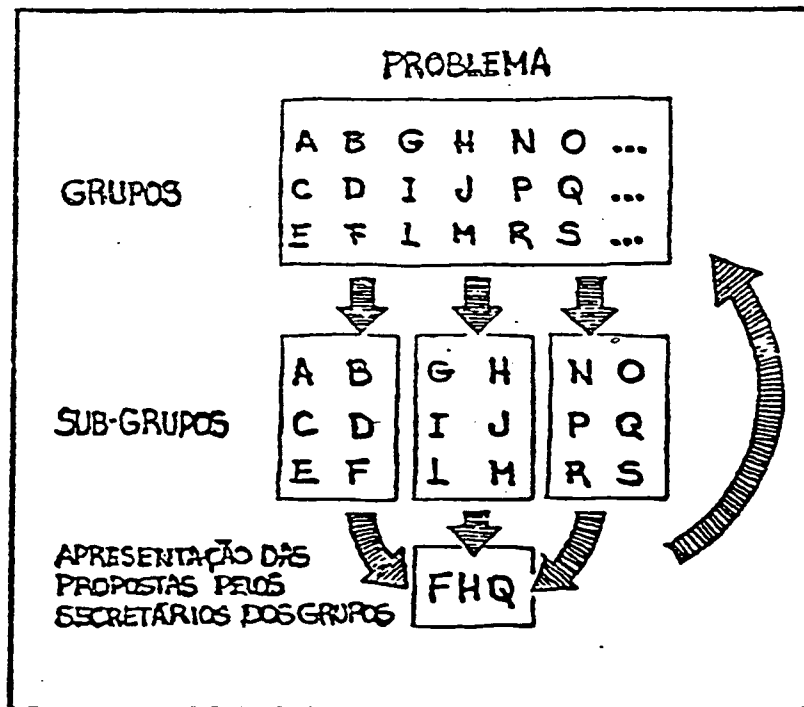 PROBLEMA
GRUPOS
A B G H N O ...
C D I J P Q ...
E F L M R S ...
SUB-GRUPOS
A B G H N O
C D I J P Q
E F L M R S
APRESENTAÇÃO DAS
PROPOSTAS PELOS
SECRETÁRIOS DOS GRUPOS
FHQ